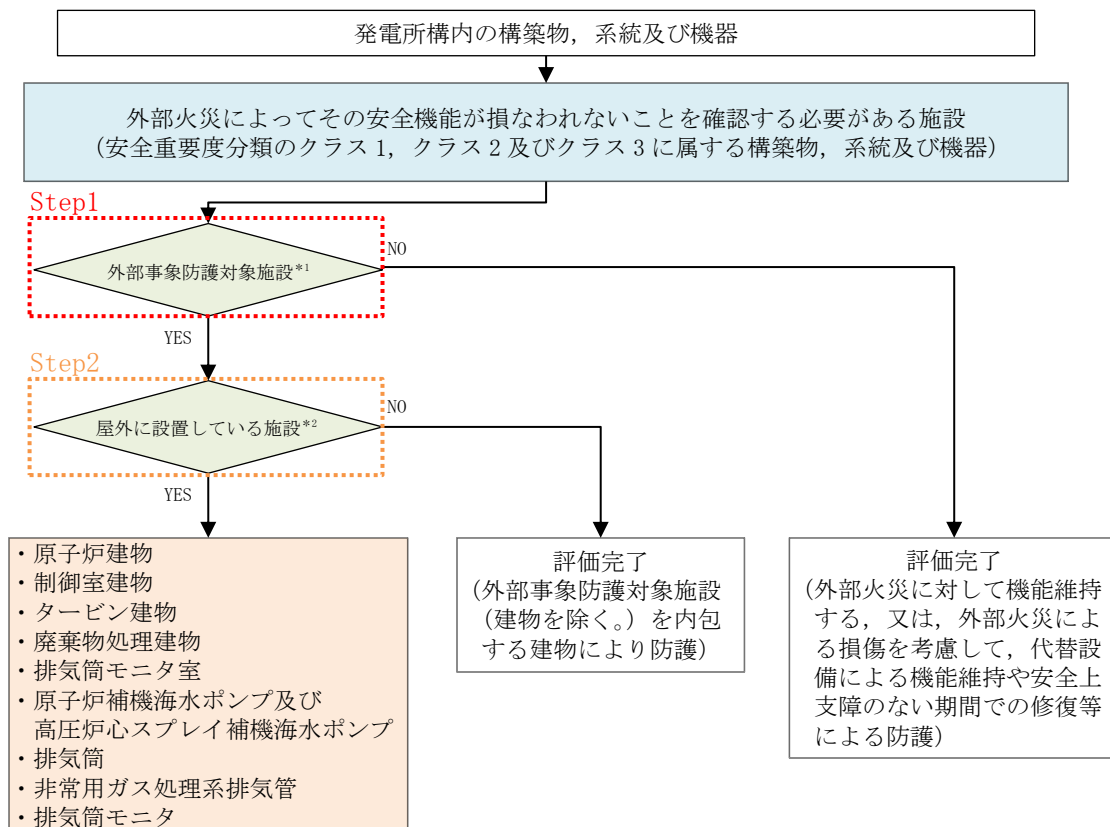 発電所構内の構築物，系統及び機器
外部火災によってその安全機能が損なわれないことを確認する必要がある施設
（安全重要度分類のクラス１，クラス２及びクラス３に属する構築物，系統及び機器）
Step1
外部事象防護対象施設*1
NO
YES
Step2
屋外に設置している施設*2
NO
YES
・原子炉建物
・制御室建物
・タービン建物
・廃棄物処理建物
・排気筒モニタ室
・原子炉補機海水ポンプ及び
高圧炉心スプレイ補機海水ポンプ
・排気筒
・非常用ガス処理系排気管
・排気筒モニタ
評価完了
（外部事象防護対象施設
（建物を除く。）を内包
する建物により防護）
評価完了
（外部火災に対して機能維持
する，又は，外部火災によ
る損傷を考慮して，代替設
備による機能維持や安全上
支障のない期間での修復等
による防護）